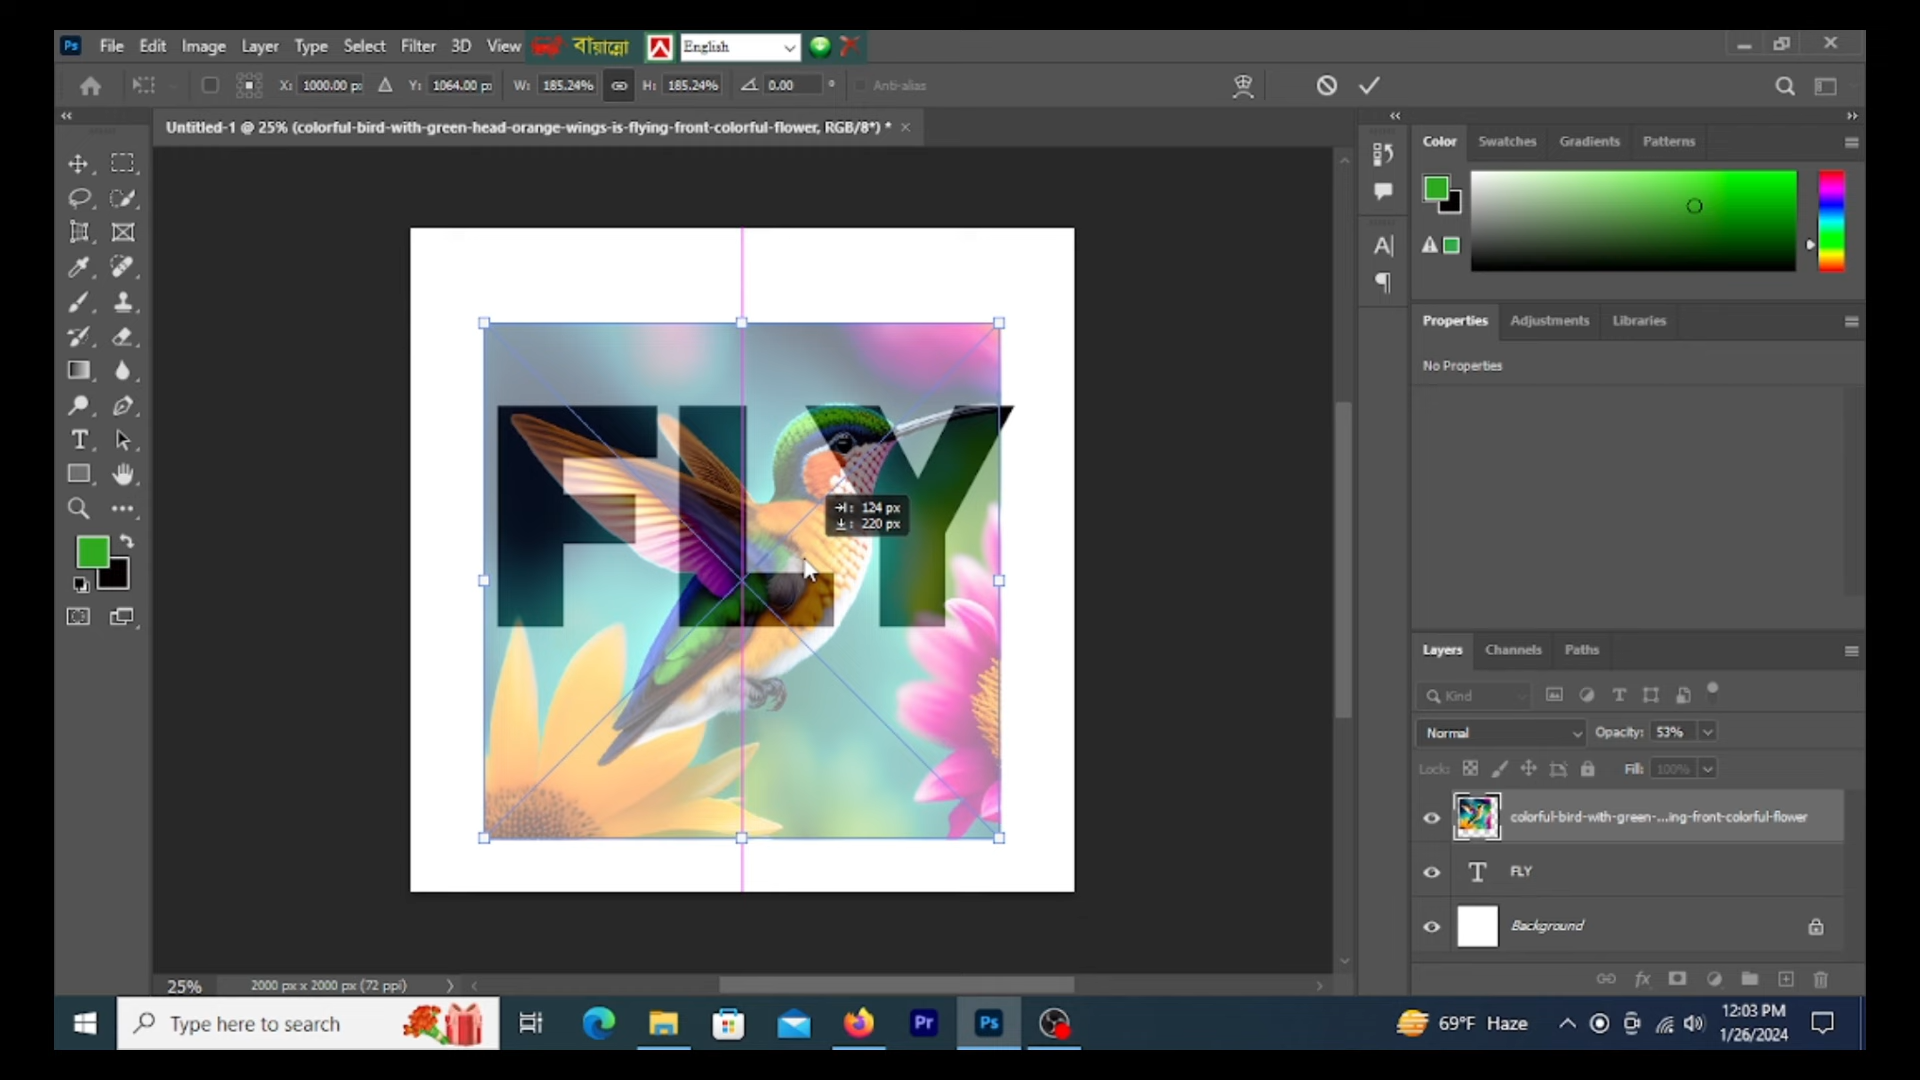 Ps File Edit Image Layer Type Select Filter 3D View বাঁয়ান্নো English
X: 1000.00 px Y: 1064.00 px W: 185.24% H: 185.24% 0.00 ° Anti-alias
Untitled-1 @ 25% (colorful-bird-with-green-head-orange-wings-is-flying-front-colorful-flower, RGB/8*) * ×
Color Swatches Gradients Patterns
Properties Adjustments Libraries
No Properties
FLY
124 px
220 px
Layers Channels Paths
Kind
Normal Opacity: 53%
Lock: Fill: 100%
colorful-bird-with-green-...ing-front-colorful-flower
T FLY
Background
25% 2000 px x 2000 px (72 ppi)
Type here to search Pr Ps 69°F Haze 12:03 PM
1/26/2024